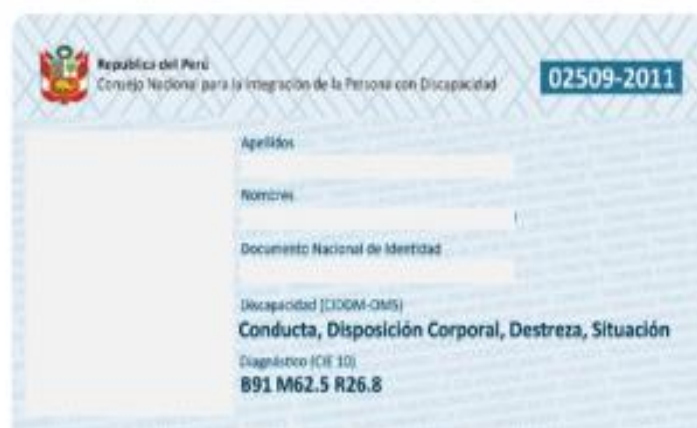 República del Perú
Consejo Nacional para la Integración de la Persona con Discapacidad
02509-2011
Apellidos
Nombres
Documento Nacional de Identidad
Discapacidad (CIDDM-OMS)
Conducta, Disposición Corporal, Destreza, Situación
Diagnóstico (CIE 10)
B91 M62.5 R26.8